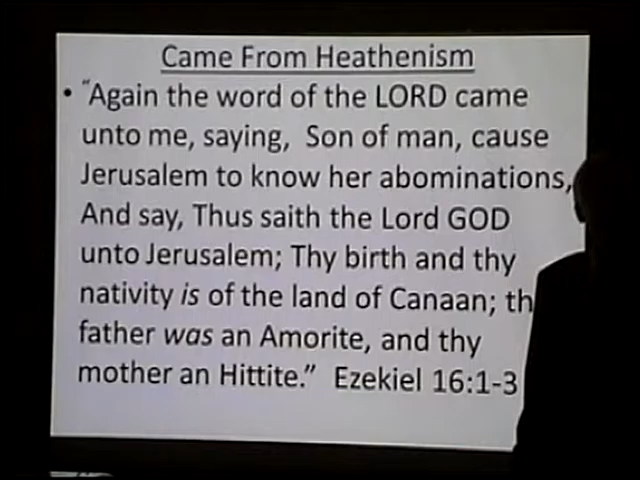 Came From Heathenism
• "Again the word of the LORD came
unto me, saying, Son of man, cause
Jerusalem to know her abominations,
And say, Thus saith the Lord GOD
unto Jerusalem; Thy birth and thy
nativity is of the land of Canaan;
father was an Amorite, and thy
mother an Hittite." Ezekiel 16:1-3